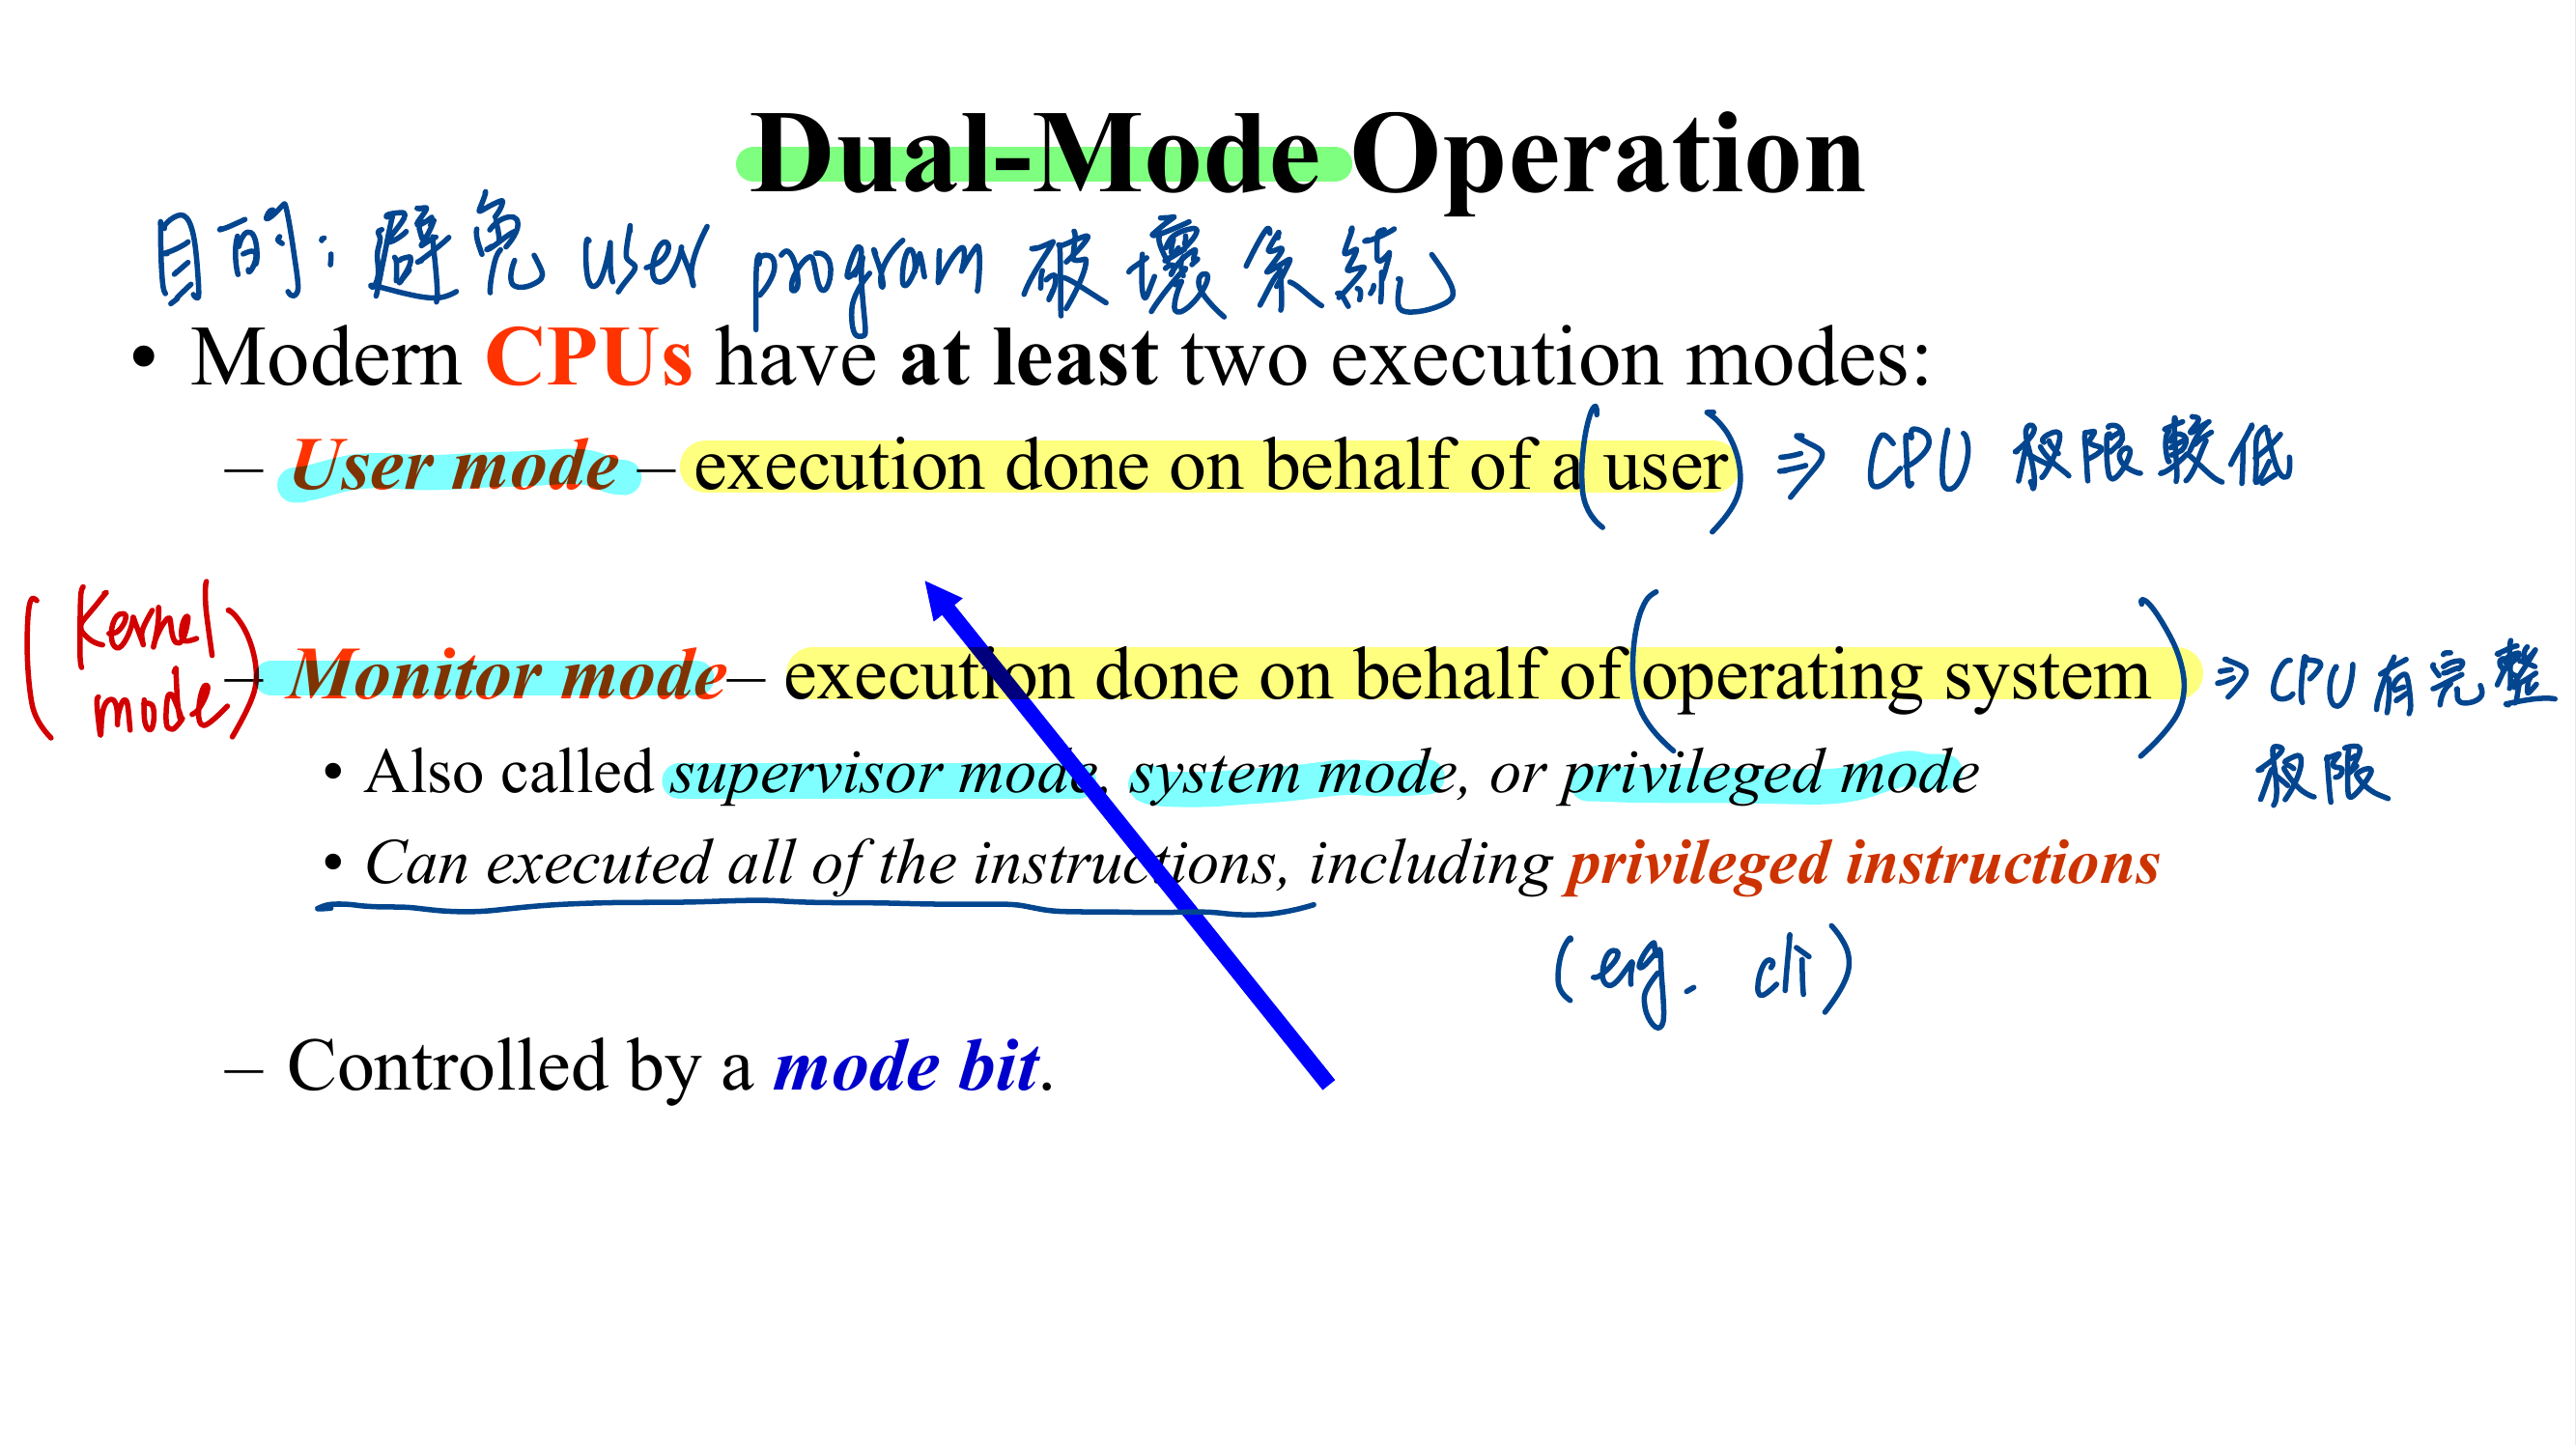 Dual-Mode Operation
目的: 避免 user program 破壞系統
• Modern CPUs have at least two execution modes:
– User mode – execution done on behalf of a (user) ⇒ CPU 权限較低
(Kernel mode)
– Monitor mode – execution done on behalf of (operating system) ⇒ CPU 有完整
权限
• Also called supervisor mode, system mode, or privileged mode
• Can executed all of the instructions, including privileged instructions
(e.g. cli)
– Controlled by a mode bit.